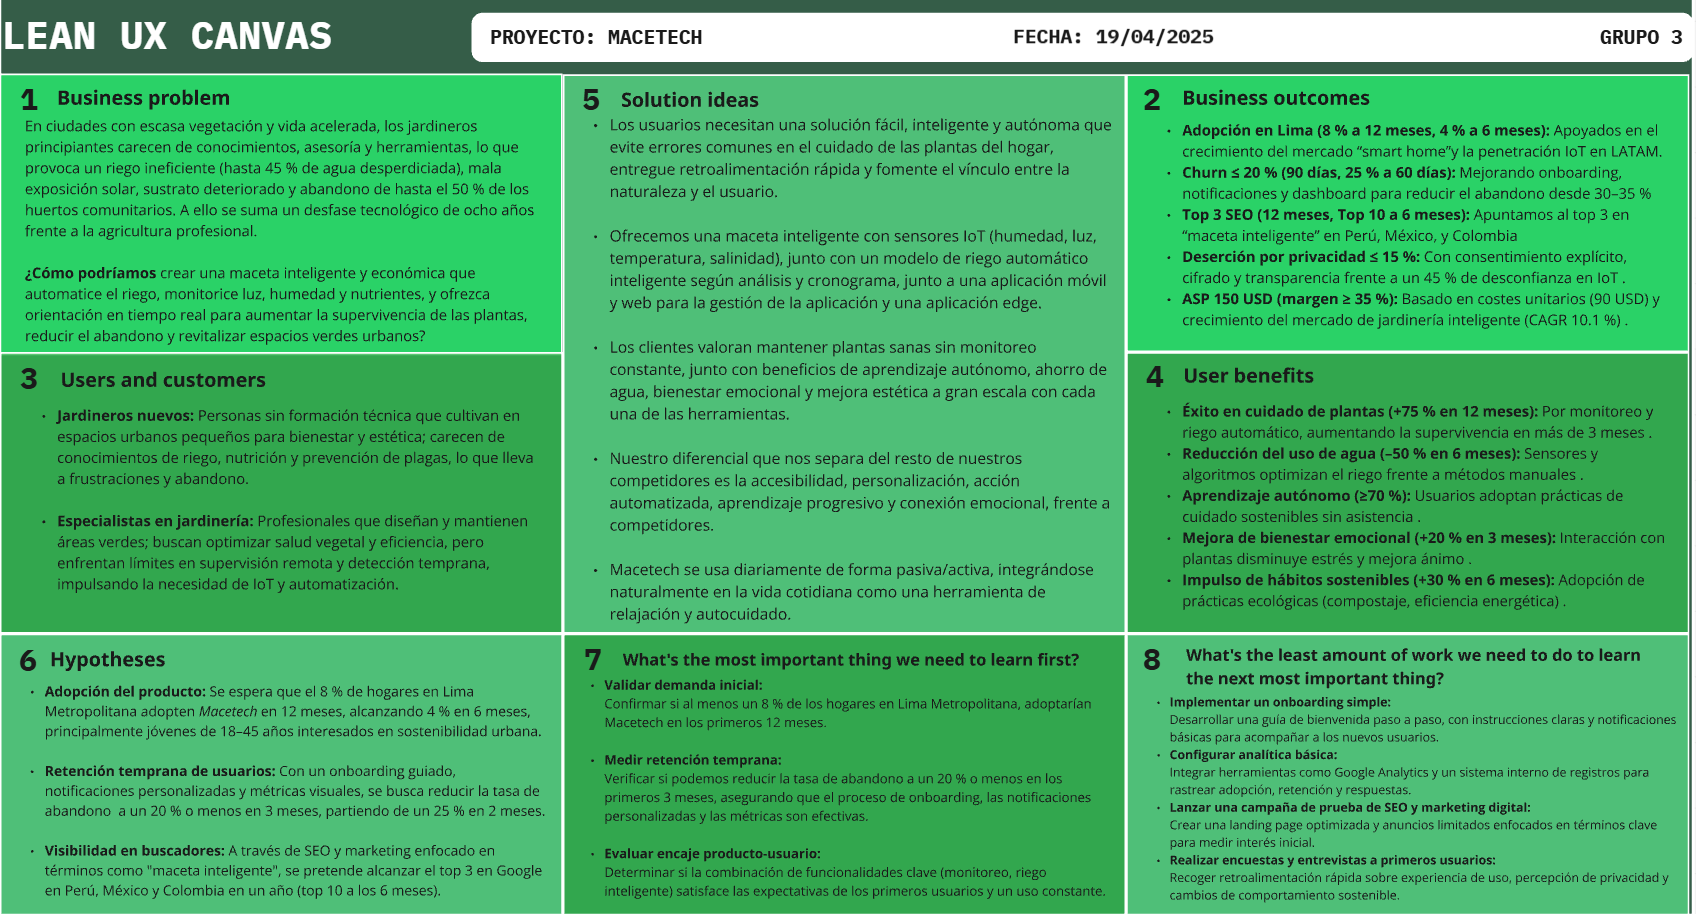 LEAN UX CANVAS
PROYECTO: MACETECH
FECHA: 19/04/2025
GRUPO 3
1 Business problem
En ciudades con escasa vegetación y vida acelerada, los jardineros
principiantes carecen de conocimientos, asesoría y herramientas, lo que
provoca un riego ineficiente (hasta 45 % de agua desperdiciada), mala
exposición solar, sustrato deteriorado y abandono de hasta el 50 % de los
huertos comunitarios. A ello se suma un desfase tecnológico de ocho años
frente a la agricultura profesional.
¿Cómo podríamos crear una maceta inteligente y económica que
automatice el riego, monitorice luz, humedad y nutrientes, y ofrezca
orientación en tiempo real para aumentar la supervivencia de las plantas,
reducir el abandono y revitalizar espacios verdes urbanos?
5 Solution ideas
• Los usuarios necesitan una solución fácil, inteligente y autónoma que
evite errores comunes en el cuidado de las plantas del hogar,
entregue retroalimentación rápida y fomente el vínculo entre la
naturaleza y el usuario.
• Ofrecemos una maceta inteligente con sensores IoT (humedad, luz,
temperatura, salinidad), junto con un modelo de riego automático
inteligente según análisis y cronograma, junto a una aplicación móvil
y web para la gestión de la aplicación y una aplicación edge.
• Los clientes valoran mantener plantas sanas sin monitoreo
constante, junto con beneficios de aprendizaje autónomo, ahorro de
agua, bienestar emocional y mejora estética a gran escala con cada
una de las herramientas.
• Nuestro diferencial que nos separa del resto de nuestros
competidores es la accesibilidad, personalización, acción
automatizada, aprendizaje progresivo y conexión emocional, frente a
competidores.
• Macetech se usa diariamente de forma pasiva/activa, integrándose
naturalmente en la vida cotidiana como una herramienta de
relajación y autocuidado.
2 Business outcomes
• Adopción en Lima (8 % a 12 meses, 4 % a 6 meses): Apoyados en el
crecimiento del mercado “smart home”y la penetración IoT en LATAM.
• Churn ≤ 20 % (90 días, 25 % a 60 días): Mejorando onboarding,
notificaciones y dashboard para reducir el abandono desde 30–35 %
• Top 3 SEO (12 meses, Top 10 a 6 meses): Apuntamos al top 3 en
“maceta inteligente” en Perú, México, y Colombia
• Deserción por privacidad ≤ 15 %: Con consentimiento explícito,
cifrado y transparencia frente a un 45 % de desconfianza en IoT .
• ASP 150 USD (margen ≥ 35 %): Basado en costes unitarios (90 USD) y
crecimiento del mercado de jardinería inteligente (CAGR 10.1 %) .
3 Users and customers
• Jardineros nuevos: Personas sin formación técnica que cultivan en
espacios urbanos pequeños para bienestar y estética; carecen de
conocimientos de riego, nutrición y prevención de plagas, lo que lleva
a frustraciones y abandono.
• Especialistas en jardinería: Profesionales que diseñan y mantienen
áreas verdes; buscan optimizar salud vegetal y eficiencia, pero
enfrentan límites en supervisión remota y detección temprana,
impulsando la necesidad de IoT y automatización.
4 User benefits
• Éxito en cuidado de plantas (+75 % en 12 meses): Por monitoreo y
riego automático, aumentando la supervivencia en más de 3 meses .
• Reducción del uso de agua (–50 % en 6 meses): Sensores y
algoritmos optimizan el riego frente a métodos manuales .
• Aprendizaje autónomo (≥70 %): Usuarios adoptan prácticas de
cuidado sostenibles sin asistencia .
• Mejora de bienestar emocional (+20 % en 3 meses): Interacción con
plantas disminuye estrés y mejora ánimo .
• Impulso de hábitos sostenibles (+30 % en 6 meses): Adopción de
prácticas ecológicas (compostaje, eficiencia energética) .
6 Hypotheses
• Adopción del producto: Se espera que el 8 % de hogares en Lima
Metropolitana adopten Macetech en 12 meses, alcanzando 4 % en 6 meses,
principalmente jóvenes de 18–45 años interesados en sostenibilidad urbana.
• Retención temprana de usuarios: Con un onboarding guiado,
notificaciones personalizadas y métricas visuales, se busca reducir la tasa de
abandono  a un 20 % o menos en 3 meses, partiendo de un 25 % en 2 meses.
• Visibilidad en buscadores: A través de SEO y marketing enfocado en
términos como "maceta inteligente", se pretende alcanzar el top 3 en Google
en Perú, México y Colombia en un año (top 10 a los 6 meses).
7 What's the most important thing we need to learn first?
• Validar demanda inicial:
Confirmar si al menos un 8 % de los hogares en Lima Metropolitana, adoptarían
Macetech en los primeros 12 meses.
• Medir retención temprana:
Verificar si podemos reducir la tasa de abandono a un 20 % o menos en los
primeros 3 meses, asegurando que el proceso de onboarding, las notificaciones
personalizadas y las métricas son efectivas.
• Evaluar encaje producto-usuario:
Determinar si la combinación de funcionalidades clave (monitoreo, riego
inteligente) satisface las expectativas de los primeros usuarios y un uso constante.
8 What's the least amount of work we need to do to learn
the next most important thing?
• Implementar un onboarding simple:
Desarrollar una guía de bienvenida paso a paso, con instrucciones claras y notificaciones
básicas para acompañar a los nuevos usuarios.
• Configurar analítica básica:
Integrar herramientas como Google Analytics y un sistema interno de registros para
rastrear adopción, retención y respuestas.
• Lanzar una campaña de prueba de SEO y marketing digital:
Crear una landing page optimizada y anuncios limitados enfocados en términos clave
para medir interés inicial.
• Realizar encuestas y entrevistas a primeros usuarios:
Recoger retroalimentación rápida sobre experiencia de uso, percepción de privacidad y
cambios de comportamiento sostenible.